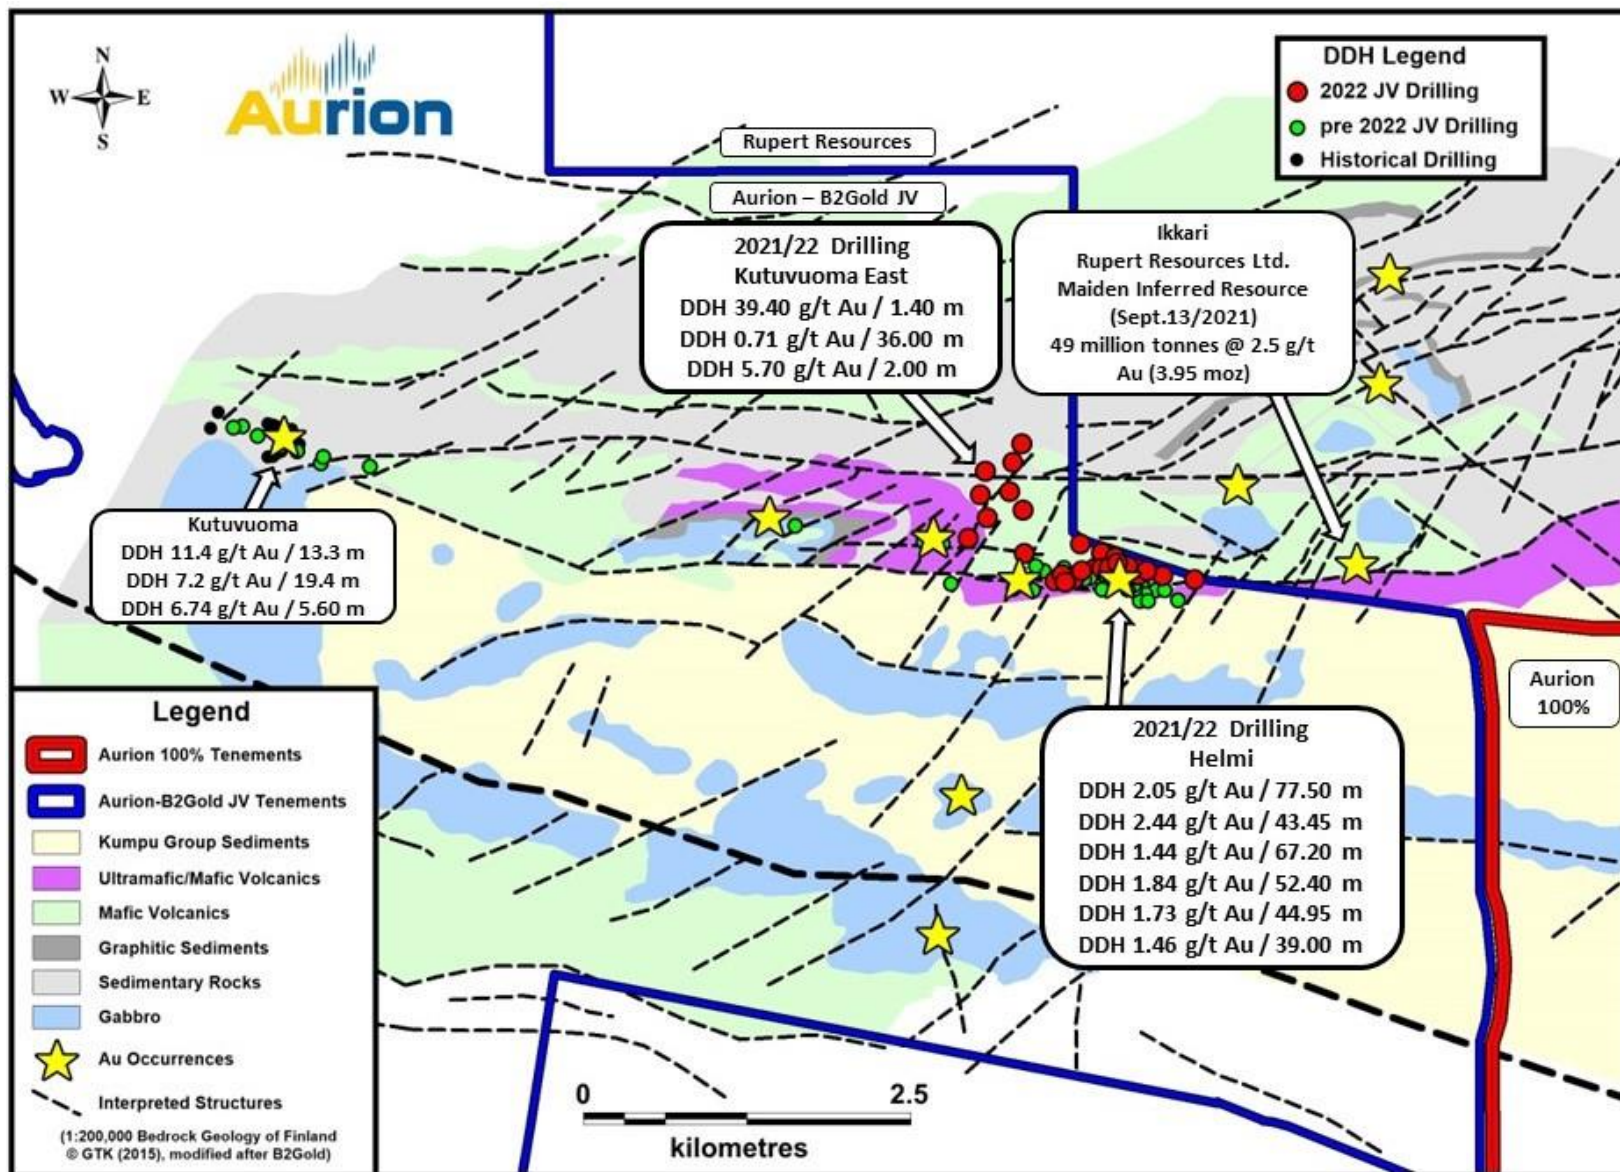 N
W E
S
Aurion
DDH Legend
2022 JV Drilling
pre 2022 JV Drilling
Historical Drilling
Rupert Resources
Aurion – B2Gold JV
2021/22 Drilling
Kutuvuoma East
DDH 39.40 g/t Au / 1.40 m
DDH 0.71 g/t Au / 36.00 m
DDH 5.70 g/t Au / 2.00 m
Ikkari
Rupert Resources Ltd.
Maiden Inferred Resource
(Sept.13/2021)
49 million tonnes @ 2.5 g/t
Au (3.95 moz)
Kutuvuoma
DDH 11.4 g/t Au / 13.3 m
DDH 7.2 g/t Au / 19.4 m
DDH 6.74 g/t Au / 5.60 m
Aurion
100%
2021/22 Drilling
Helmi
DDH 2.05 g/t Au / 77.50 m
DDH 2.44 g/t Au / 43.45 m
DDH 1.44 g/t Au / 67.20 m
DDH 1.84 g/t Au / 52.40 m
DDH 1.73 g/t Au / 44.95 m
DDH 1.46 g/t Au / 39.00 m
Legend
Aurion 100% Tenements
Aurion-B2Gold JV Tenements
Kumpu Group Sediments
Ultramafic/Mafic Volcanics
Mafic Volcanics
Graphitic Sediments
Sedimentary Rocks
Gabbro
Au Occurrences
Interpreted Structures
(1:200,000 Bedrock Geology of Finland
© GTK (2015), modified after B2Gold)
0 2.5
kilometres